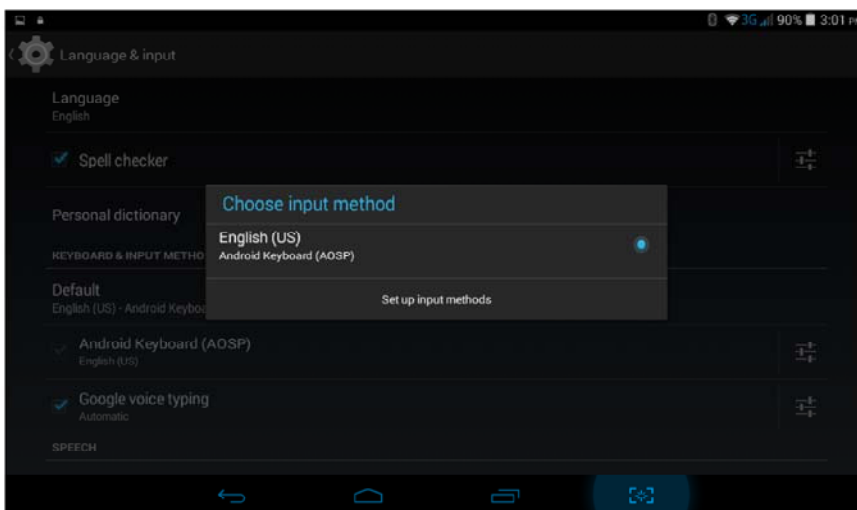 3G 90% 3:01 PM
Language & input
Language
English
Spell checker
Choose input method
Personal dictionary
English (US)
Android Keyboard (AOSP)
KEYBOARD & INPUT METHO
Default
Set up input methods
English (US) - Android Keyboa
Android Keyboard (AOSP)
English (US)
Google voice typing
Automatic
SPEECH